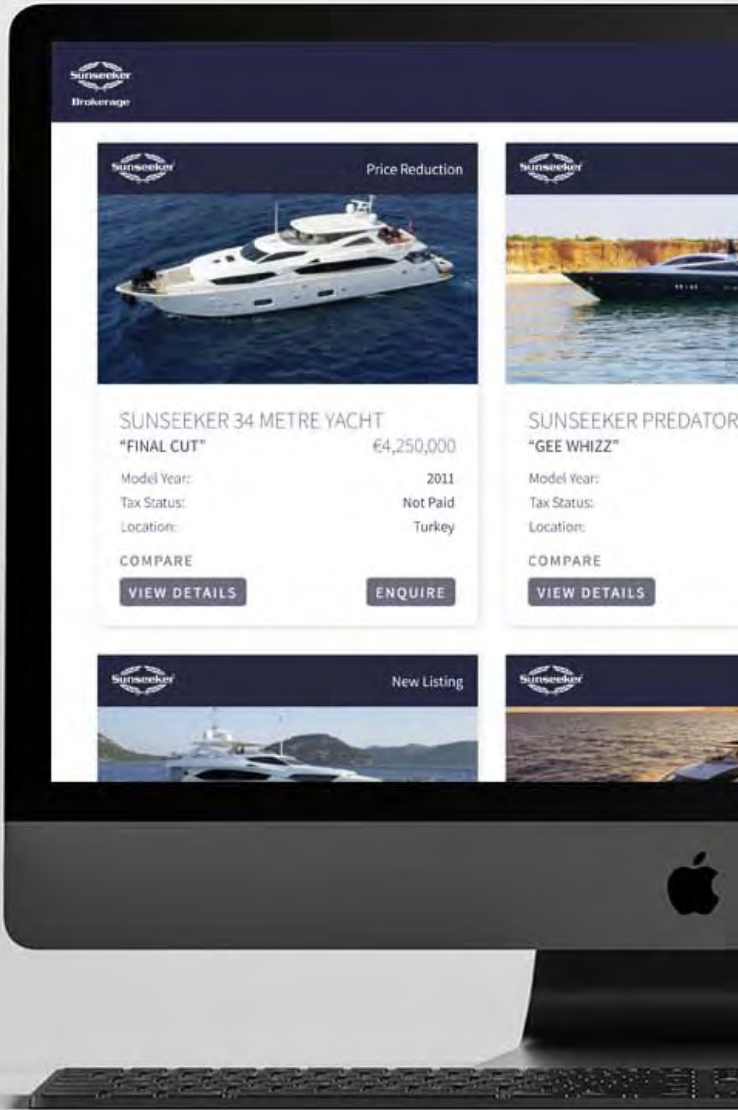 Sunseeker
Brokerage
Sunseeker
Price Reduction
SUNSEEKER 34 METRE YACHT
"FINAL CUT"
€4,250,000
Model Year:
2011
Tax Status:
Not Paid
Location:
Turkey
COMPARE
VIEW DETAILS
ENQUIRE
Sunseeker
SUNSEEKER PREDATOR
"GEE WHIZZ"
Model Year:
Tax Status:
Location:
COMPARE
VIEW DETAILS
Sunseeker
New Listing
Sunseeker